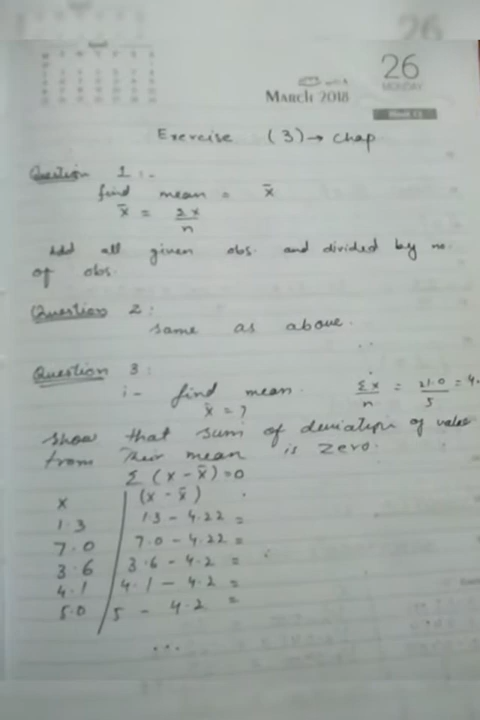 26
26
MONDAY
MARCH 2018
Exercise (3) → Chap
Question 1:-
find mean = x̄
x̄ = Σx
n
Add all given obs. and divided by no.
of obs.
Question 2:
same as above.
Question 3:
i- find mean. Σx = 21.0 = 4.
x̄ = ? n 5
Show that sum of deviation of value
from their mean is zero.
Σ (x - x̄) = 0
x (x - x̄)
1.3 1.3 - 4.22 =
7.0 7.0 - 4.22 =
3.6 3.6 - 4.2 =
4.1 4.1 - 4.2 =
5.0 5 - 4.2 =
...